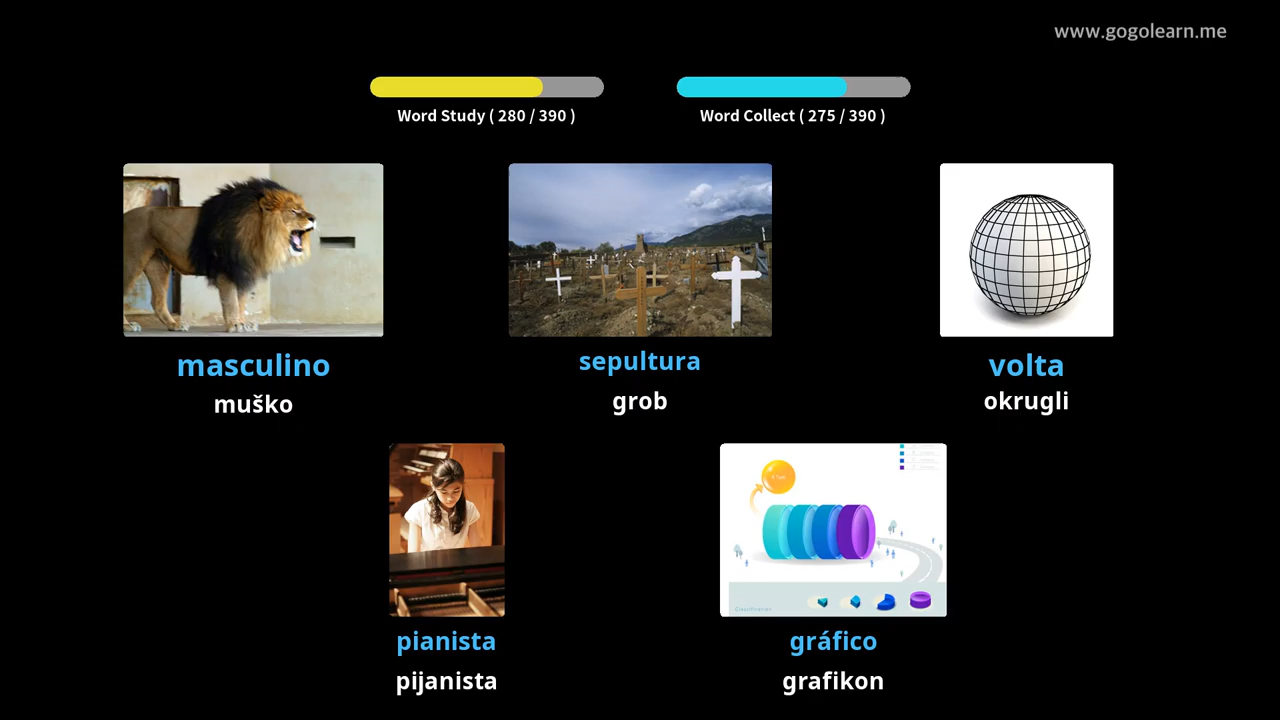 www.gogolearn.me
Word Study ( 280 / 390 )
Word Collect ( 275 / 390 )
masculino
muško
sepultura
grob
volta
okrugli
pianista
pijanista
gráfico
grafikon